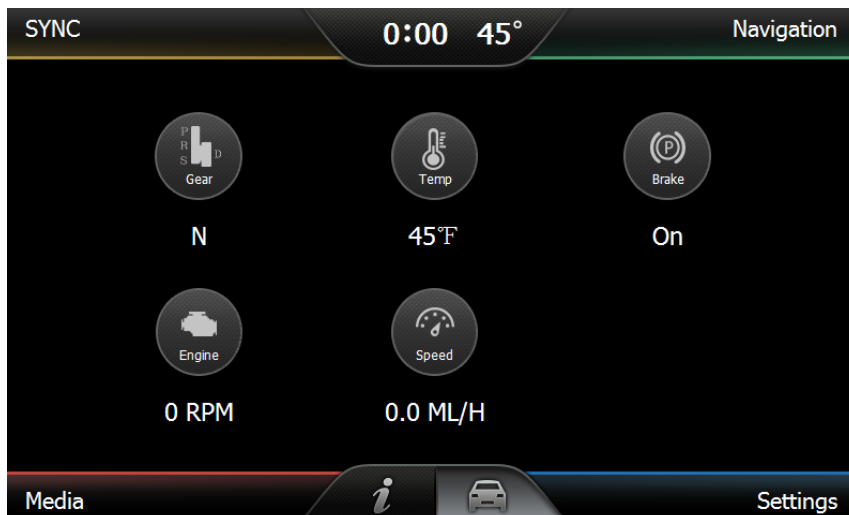 SYNC
0:00 45°
Navigation
P
R
S D
Gear
Temp
P
Brake
N
45°F
On
Engine
Speed
0 RPM
0.0 ML/H
Media
i
Settings